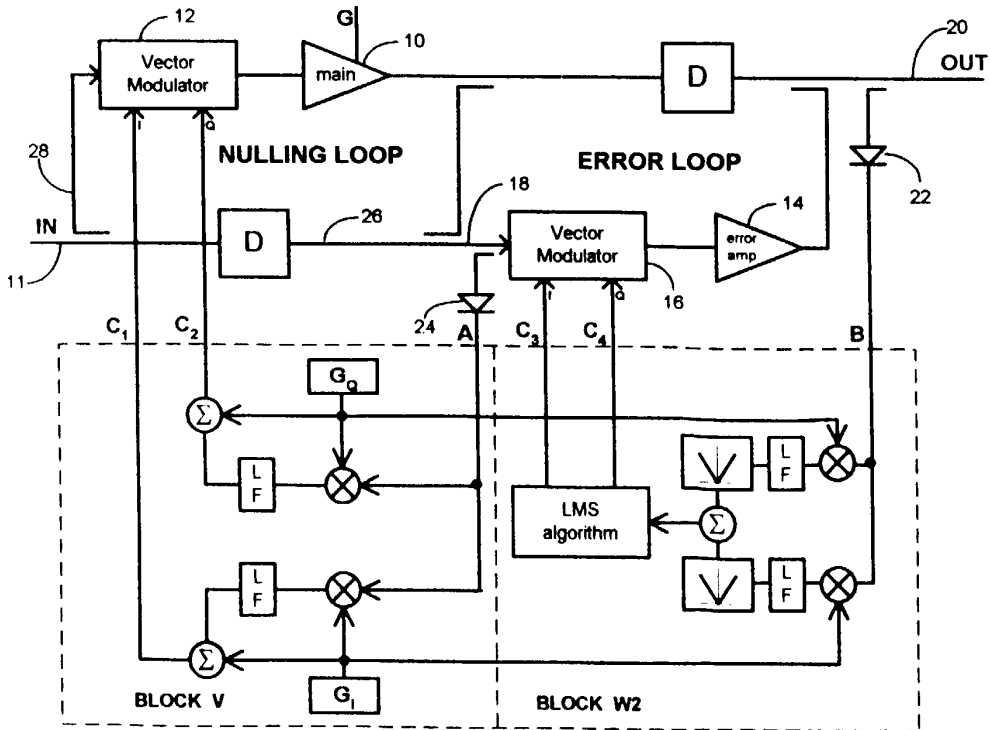 12
G
10
20
Vector
Modulator
main
D
OUT
I
Q
28
NULLING LOOP
ERROR LOOP
22
18
14
IN
D
26
Vector
Modulator
error
amp
11
I
Q
16
24
C1
C2
A
C3
C4
B
GQ
Σ
L
F
L
F
LMS
algorithm
Σ
L
F
L
F
Σ
GI
BLOCK V
BLOCK W2